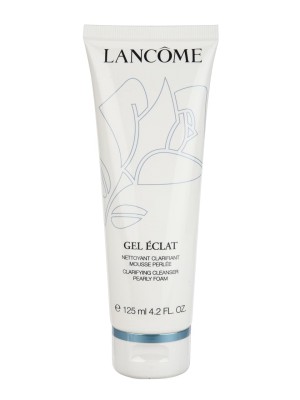 LANCÔME
GEL ÉCLAT
NETTOYANT CLARIFIANT
MOUSSE PERLÉE
CLARIFYING CLEANSER
PEARLY FOAM
e 125 ml 4.2 FL. OZ.